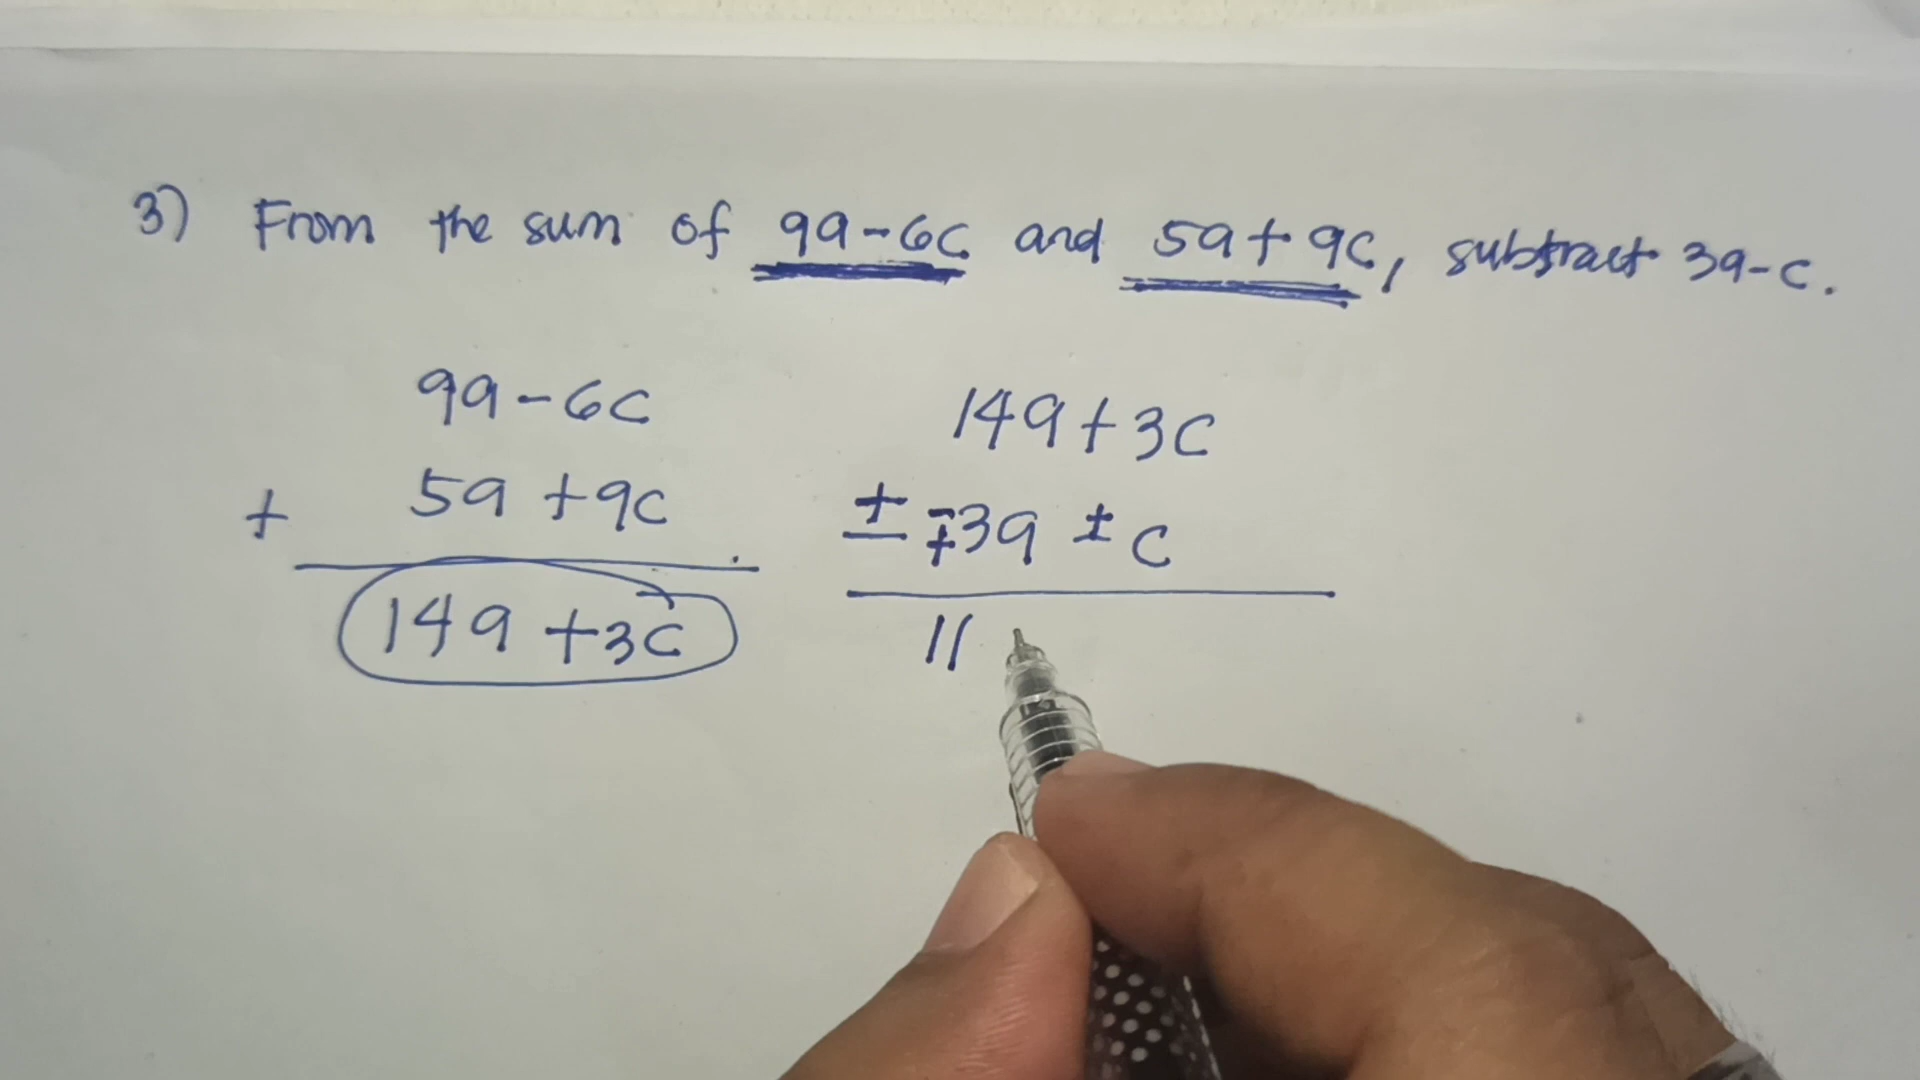 3) From the sum of 9a-6c and 5a+9c, subtract 3a-c.
9a-6c
+ 5a+9c
14a+3c
14a+3c
± ∓3a ± c
11